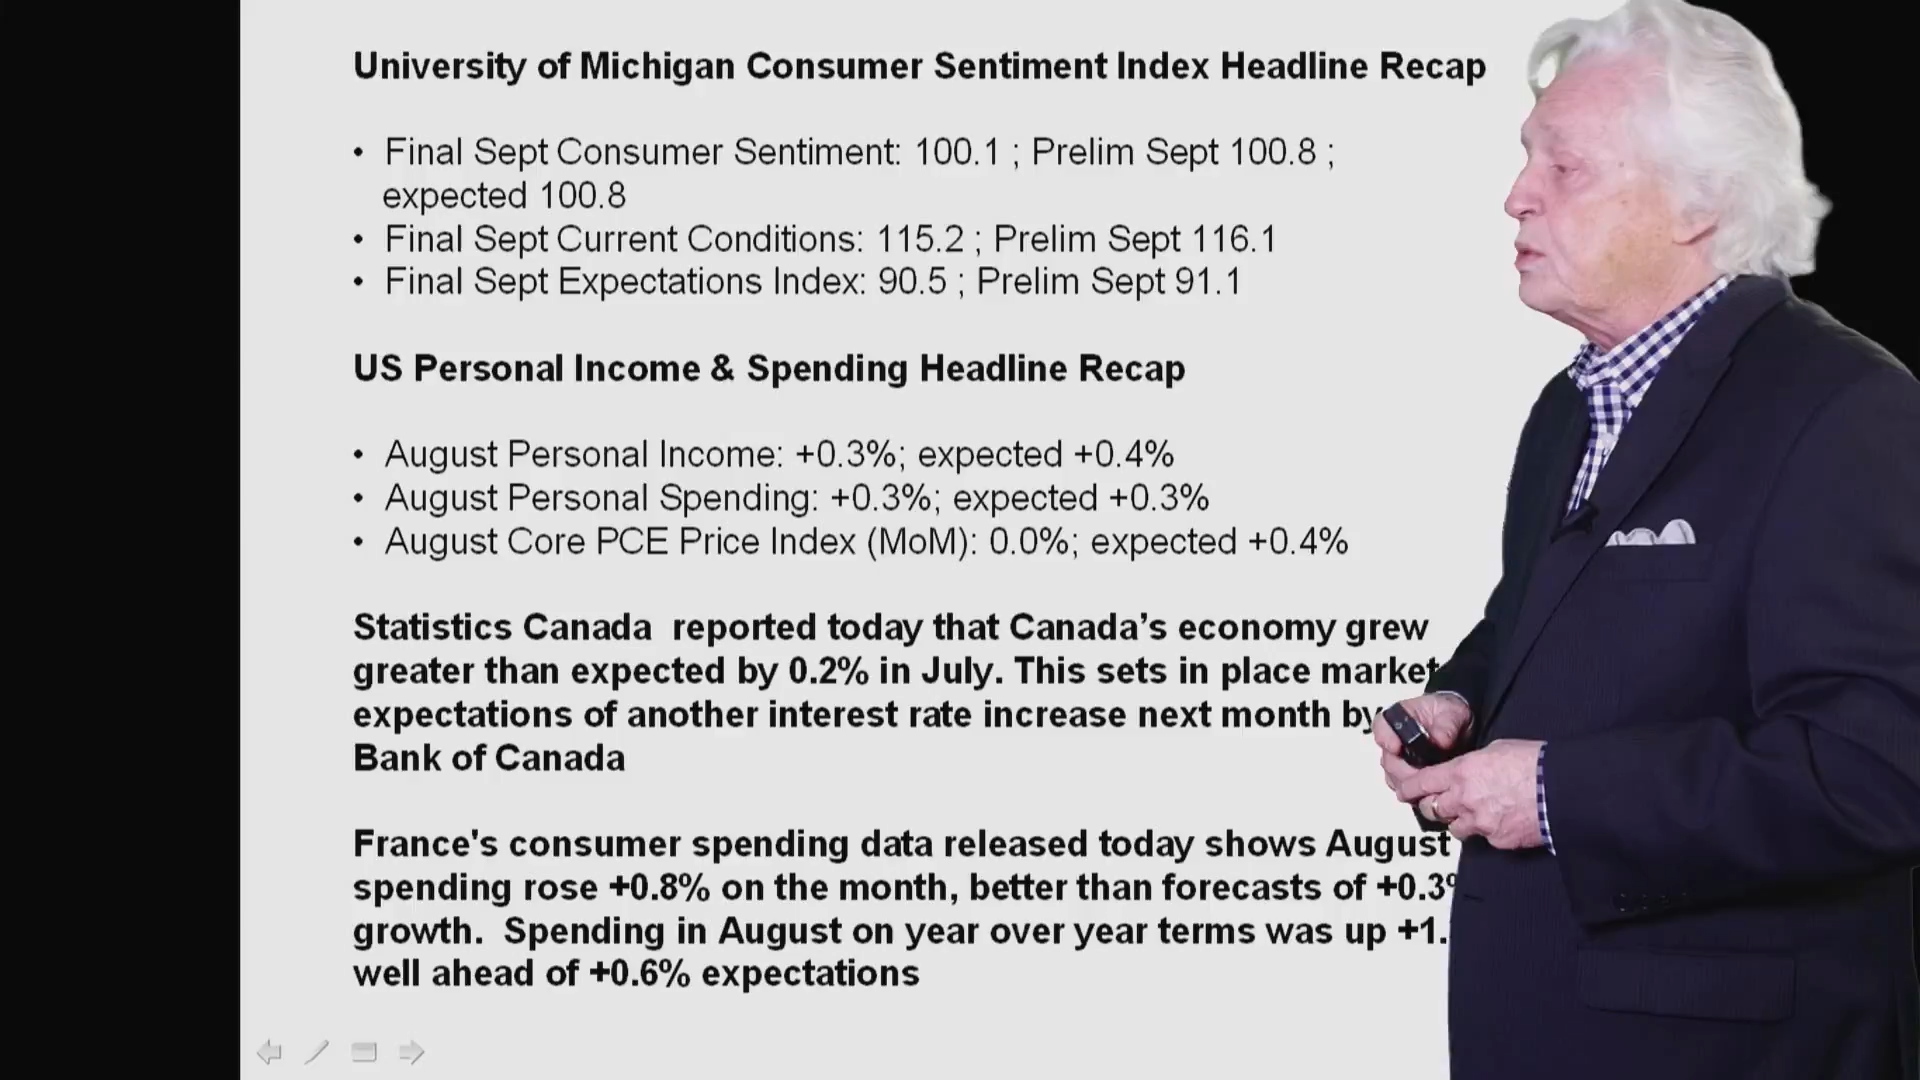 University of Michigan Consumer Sentiment Index Headline Recap
• Final Sept Consumer Sentiment: 100.1 ; Prelim Sept 100.8 ;
expected 100.8
• Final Sept Current Conditions: 115.2 ; Prelim Sept 116.1
• Final Sept Expectations Index: 90.5 ; Prelim Sept 91.1
US Personal Income & Spending Headline Recap
• August Personal Income: +0.3%; expected +0.4%
• August Personal Spending: +0.3%; expected +0.3%
• August Core PCE Price Index (MoM): 0.0%; expected +0.4%
Statistics Canada reported today that Canada’s economy grew
greater than expected by 0.2% in July. This sets in place market
expectations of another interest rate increase next month by
Bank of Canada
France's consumer spending data released today shows August
spending rose +0.8% on the month, better than forecasts of +0.3%
growth. Spending in August on year over year terms was up +1.
well ahead of +0.6% expectations